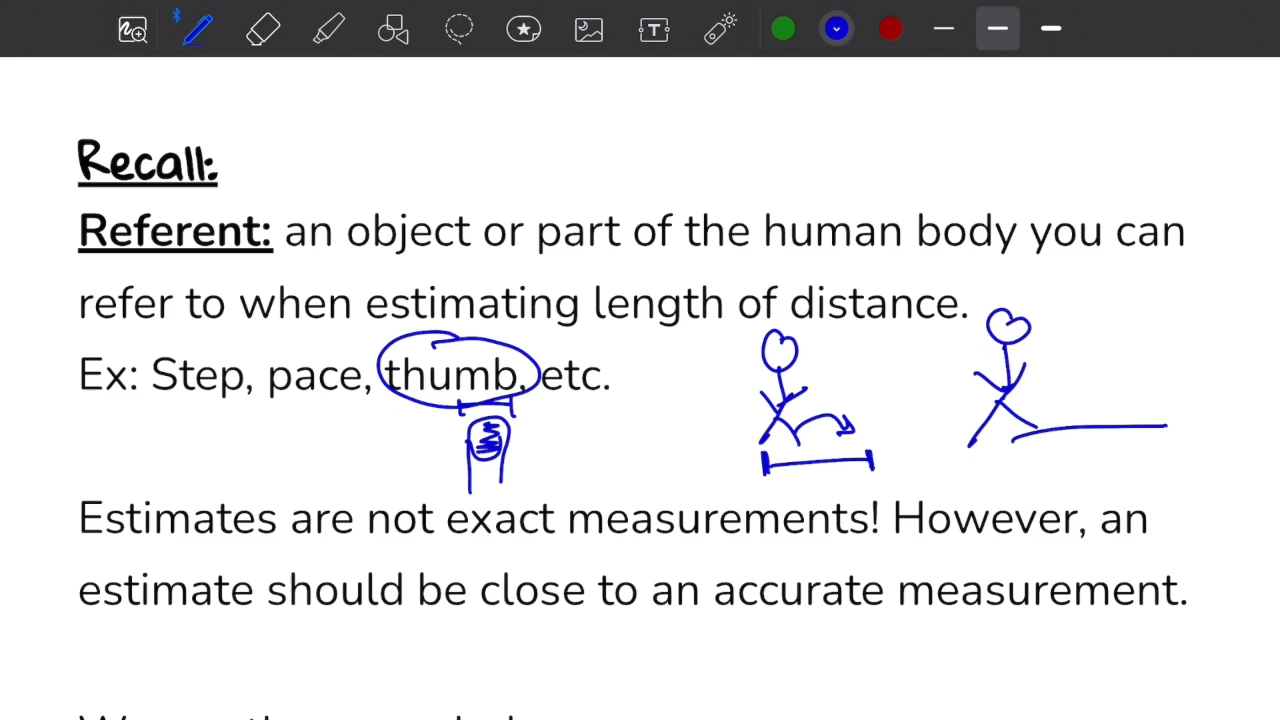 Recall:
Referent: an object or part of the human body you can
refer to when estimating length of distance.
Ex: Step, pace, thumb, etc.
Estimates are not exact measurements! However, an
estimate should be close to an accurate measurement.